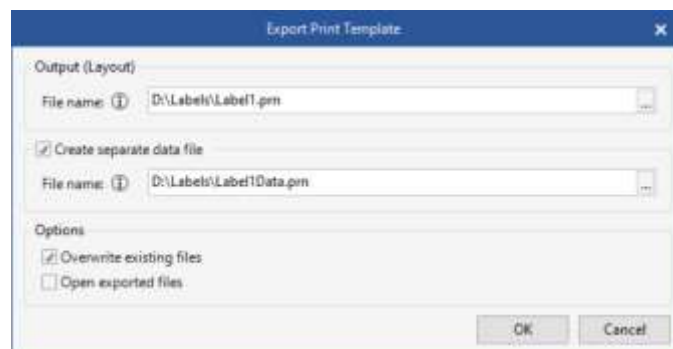 Export Print Template
Output (Layout)
File name: D:\Labels\Label1.prn ...
Create separate data file
File name: D:\Labels\Label1Data.prn ...
Options
Overwrite existing files
Open exported files
OK Cancel